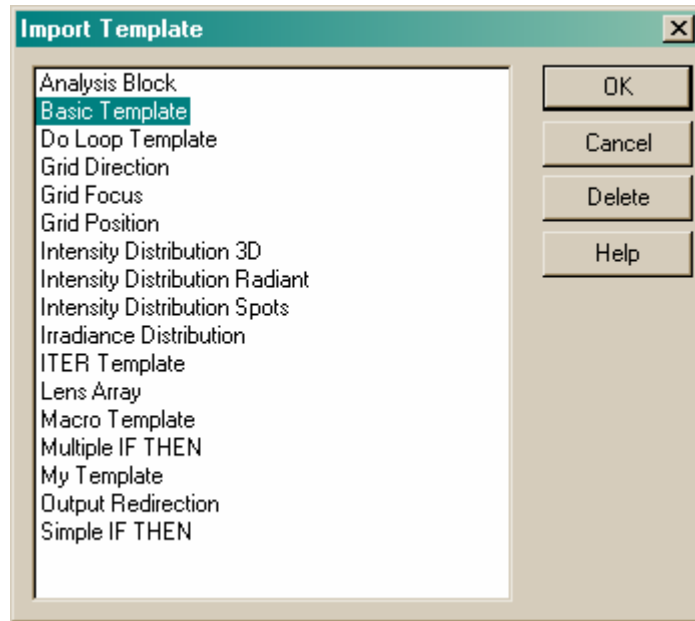 Import Template
Analysis Block
Basic Template
Do Loop Template
Grid Direction
Grid Focus
Grid Position
Intensity Distribution 3D
Intensity Distribution Radiant
Intensity Distribution Spots
Irradiance Distribution
ITER Template
Lens Array
Macro Template
Multiple IF THEN
My Template
Output Redirection
Simple IF THEN
OK
Cancel
Delete
Help